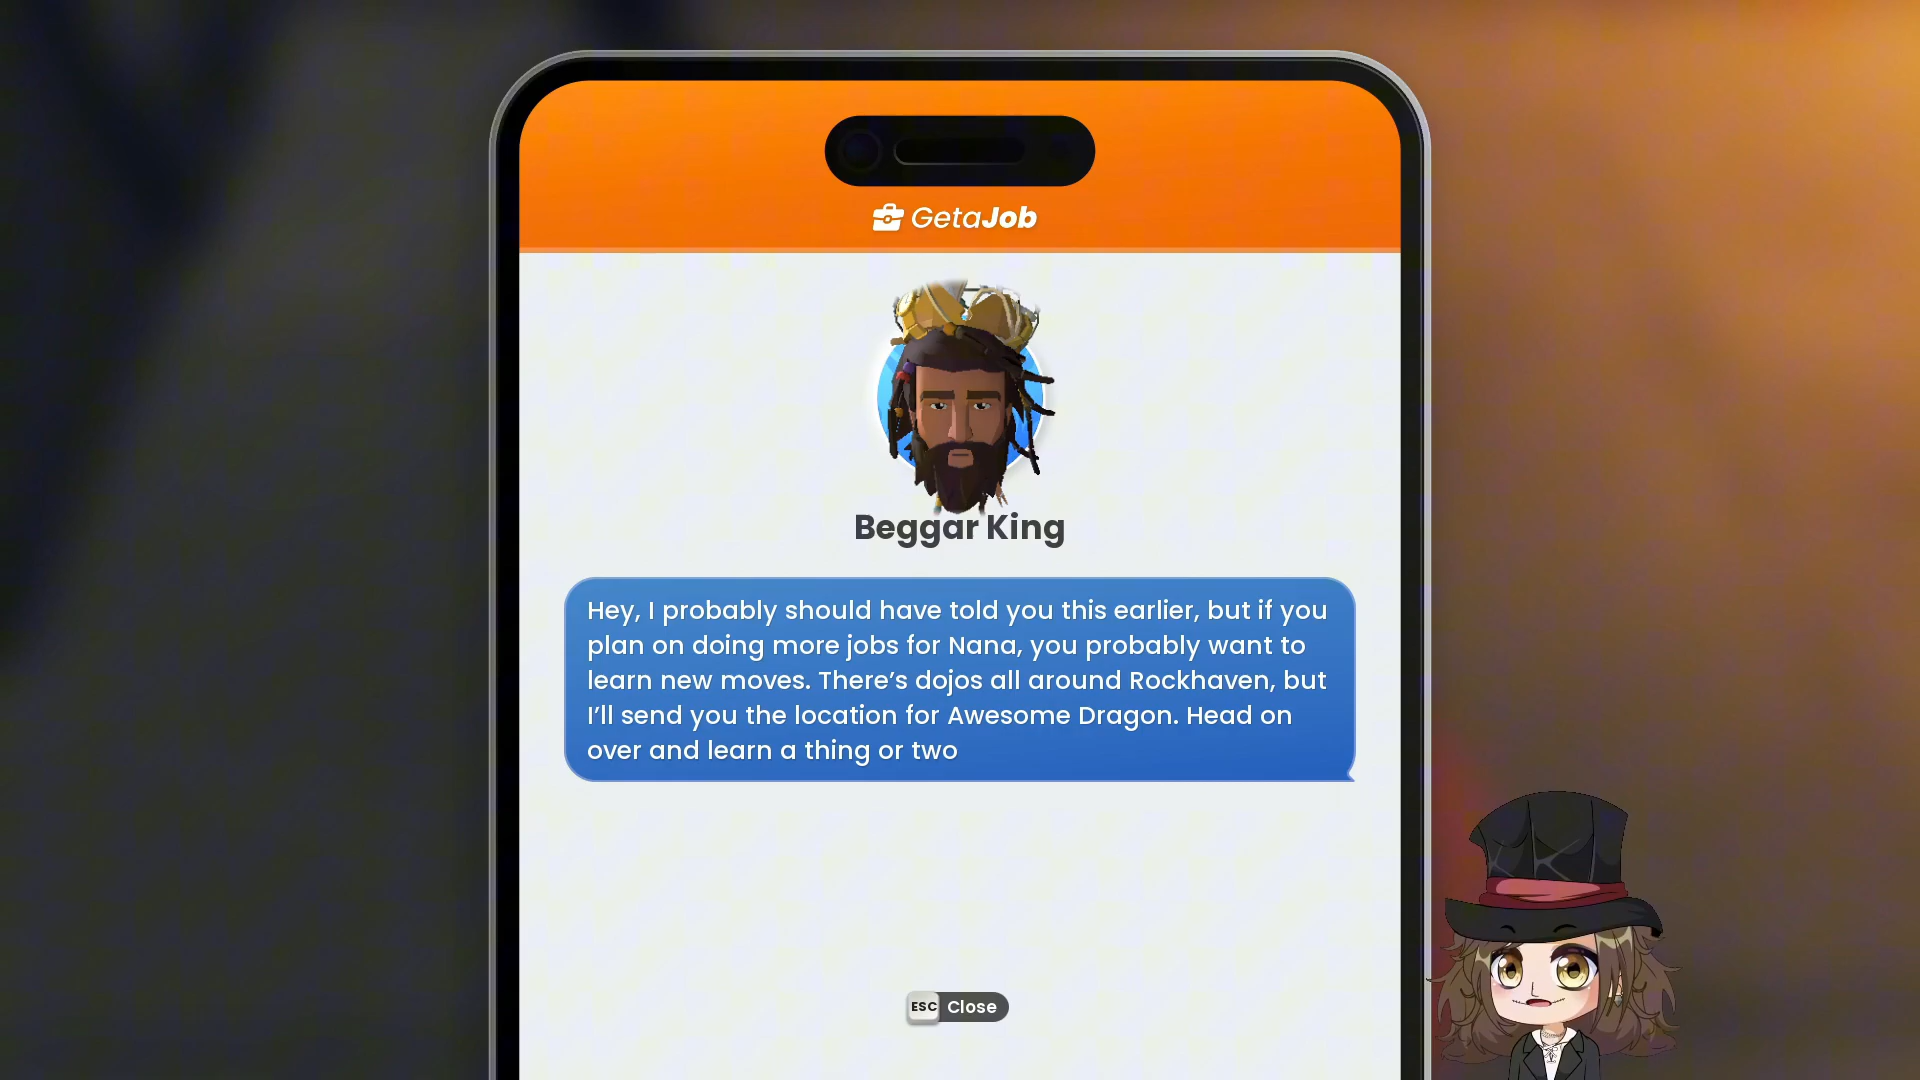 GetaJob
Beggar King
Hey, I probably should have told you this earlier, but if you
plan on doing more jobs for Nana, you probably want to
learn new moves. There’s dojos all around Rockhaven, but
I’ll send you the location for Awesome Dragon. Head on
over and learn a thing or two
ESC Close